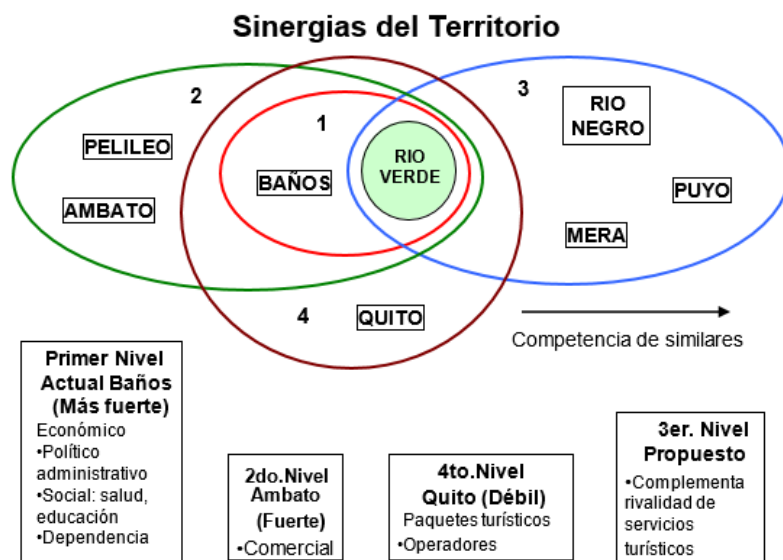 Sinergias del Territorio
2
3
1
RIO
NEGRO
PELILEO
RIO
VERDE
BAÑOS
PUYO
AMBATO
MERA
4
QUITO
Competencia de similares
Primer Nivel
Actual Baños
(Más fuerte)
Económico
•Político
administrativo
•Social: salud,
educación
•Dependencia
2do.Nivel
Ambato
(Fuerte)
•Comercial
4to.Nivel
Quito (Débil)
Paquetes turísticos
•Operadores
3er. Nivel
Propuesto
•Complementa
rivalidad de
servicios
turísticos